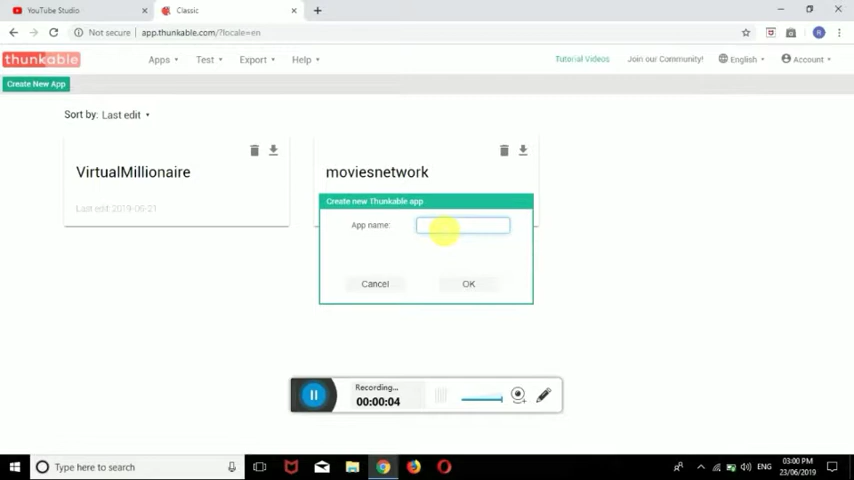 YouTube Studio
Classic
Not secure | app.thunkable.com/?locale=en
R
thunkable
Apps
Test
Export
Help
Tutorial Videos
Join our Community!
English
Account
Create New App
Sort by: Last edit
VirtualMillionaire
moviesnetwork
Last edit: 2019-06-21
Create new Thunkable app
App name:
Cancel
OK
Recording...
00:00:04
Type here to search
ENG
03:00 PM
23/06/2019